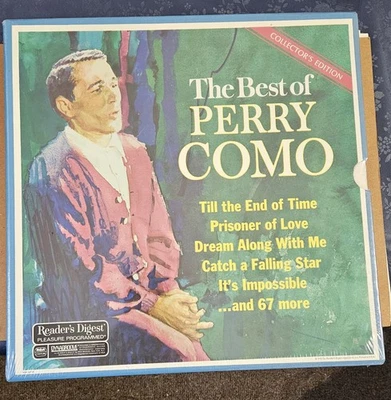 COLLECTOR'S EDITION
The Best of
PERRY
COMO
Till the End of Time
Prisoner of Love
Dream Along With Me
Catch a Falling Star
It's Impossible
...and 67 more
Reader's Digest
PLEASURE PROGRAMMED®
DYNAGROOVE